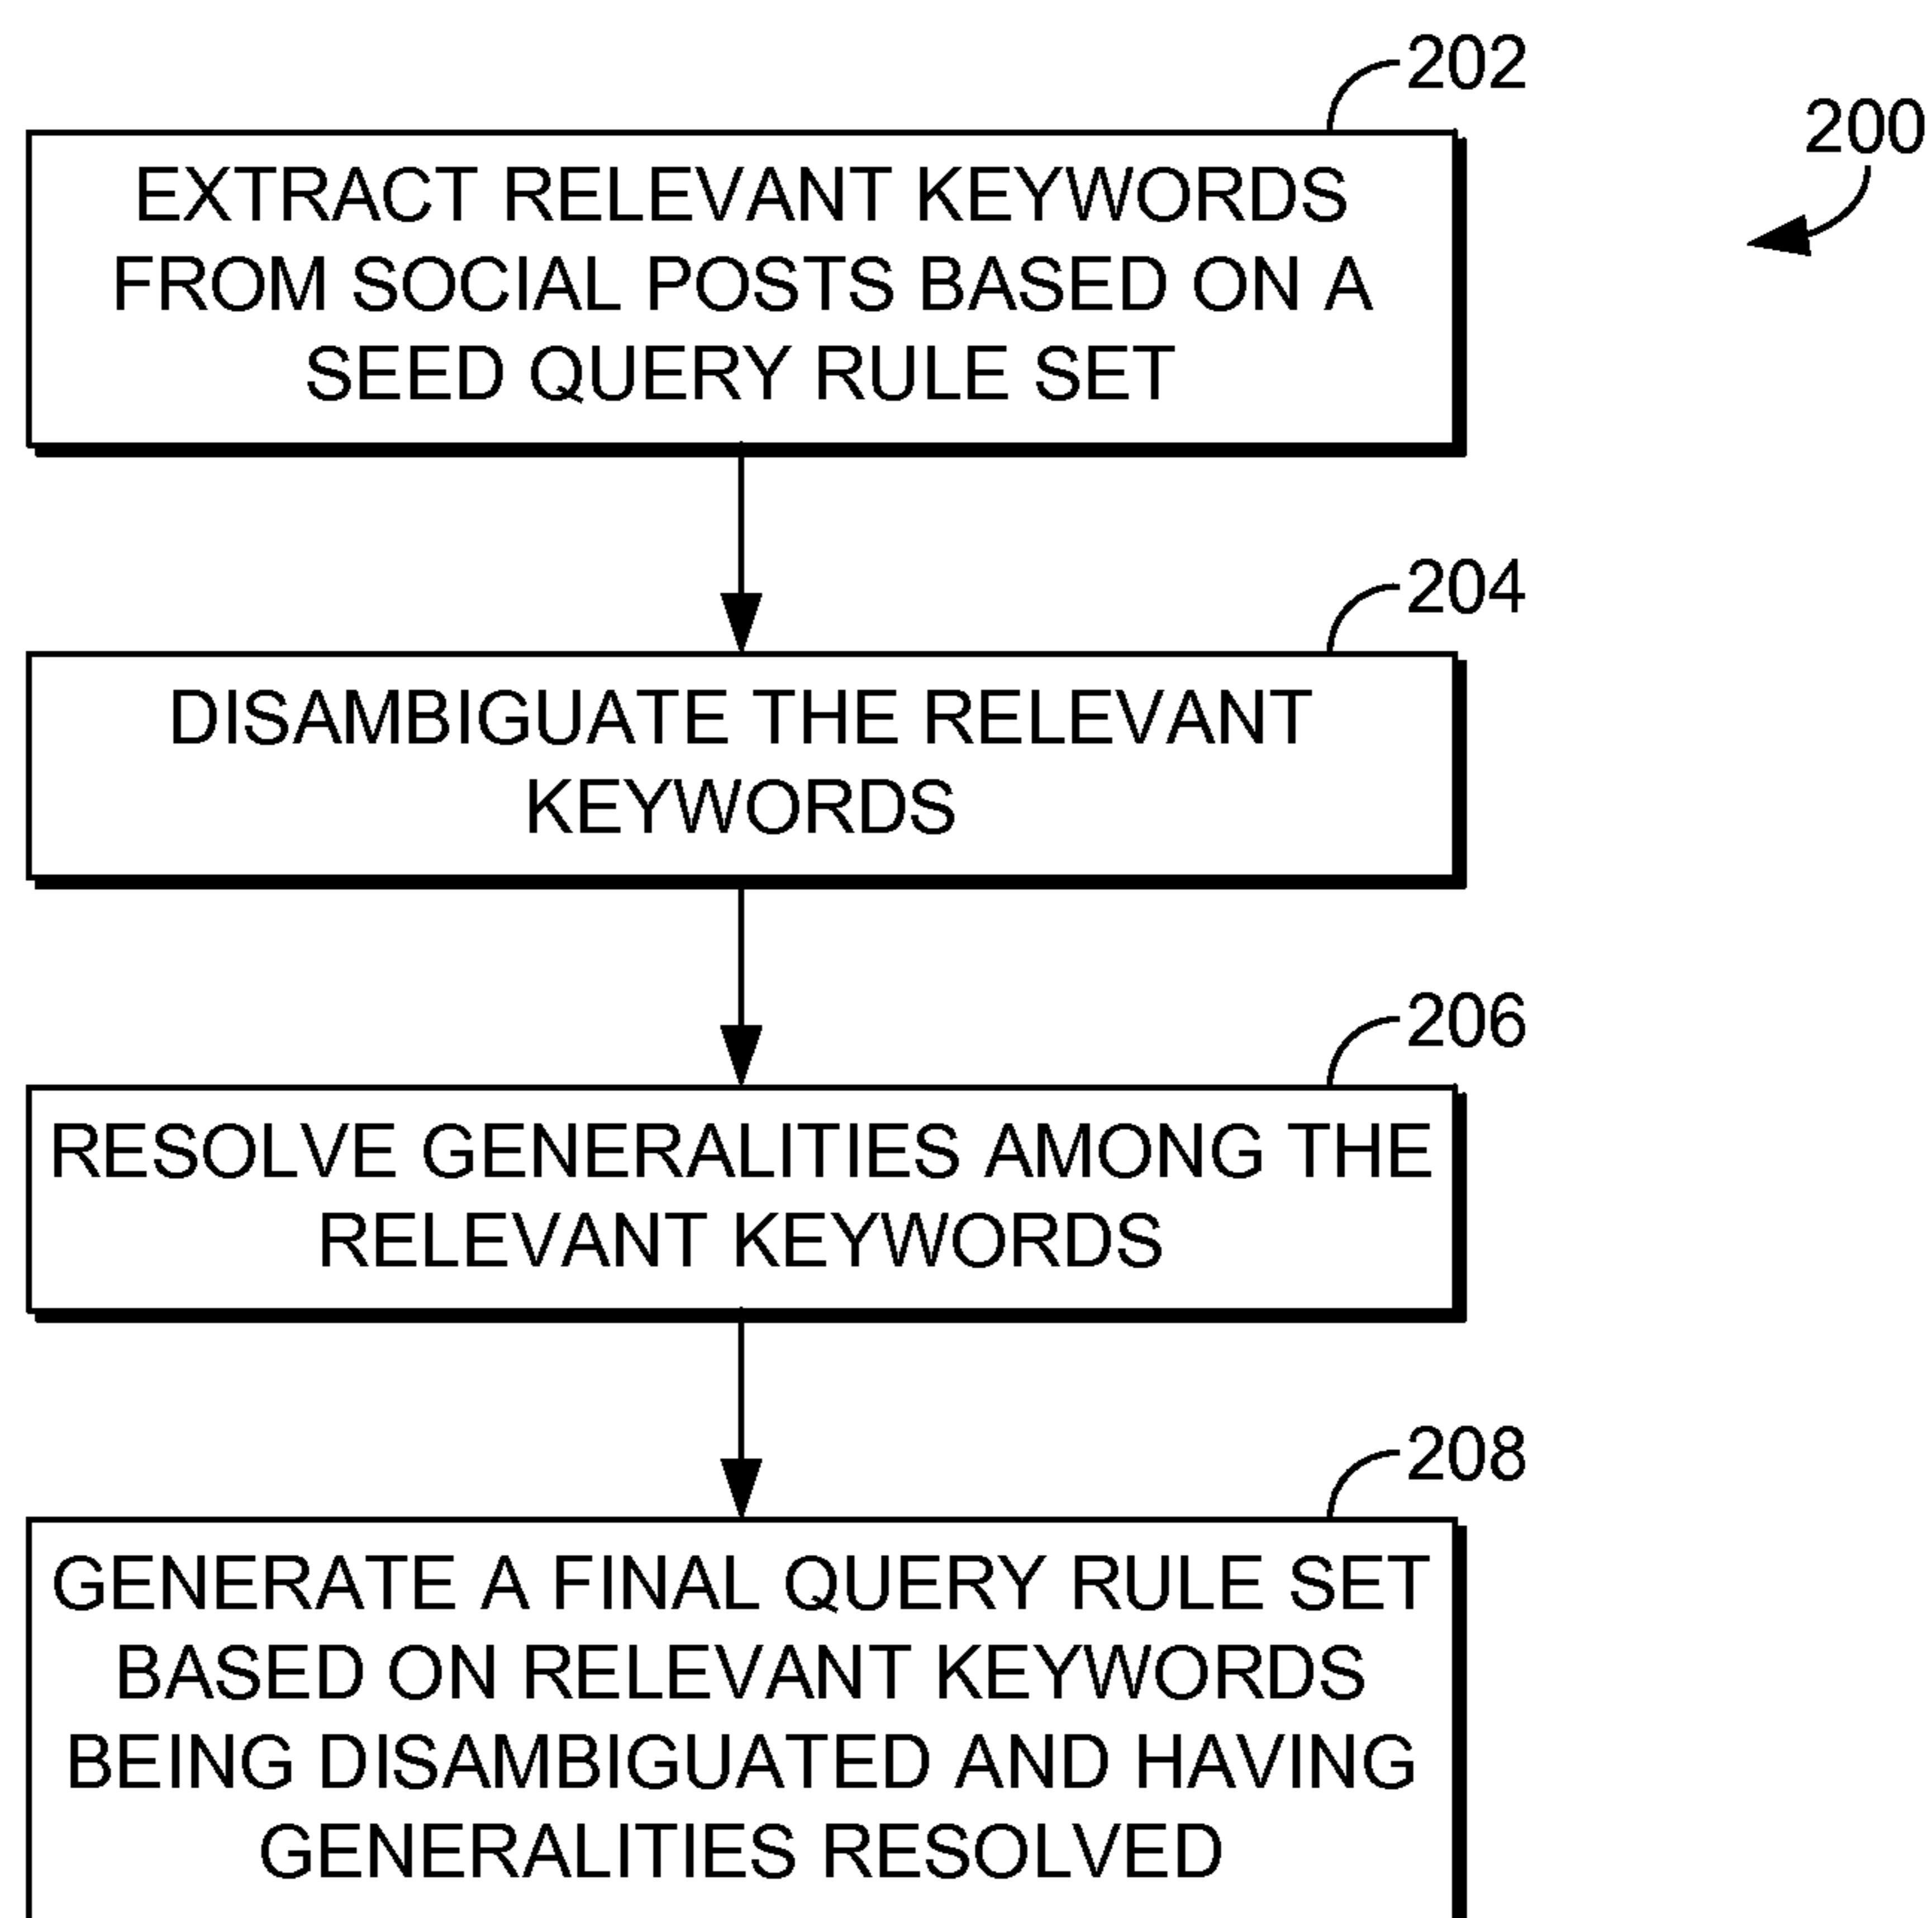 202
200
EXTRACT RELEVANT KEYWORDS
FROM SOCIAL POSTS BASED ON A
SEED QUERY RULE SET
204
DISAMBIGUATE THE RELEVANT
KEYWORDS
206
RESOLVE GENERALITIES AMONG THE
RELEVANT KEYWORDS
208
GENERATE A FINAL QUERY RULE SET
BASED ON RELEVANT KEYWORDS
BEING DISAMBIGUATED AND HAVING
GENERALITIES RESOLVED